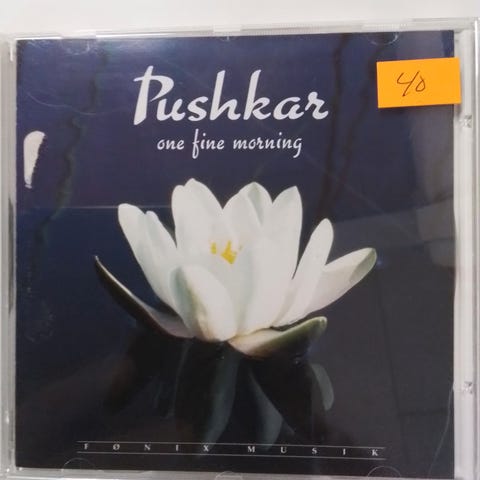 Pushkar
40
one fine morning
FØNIX MUSIK